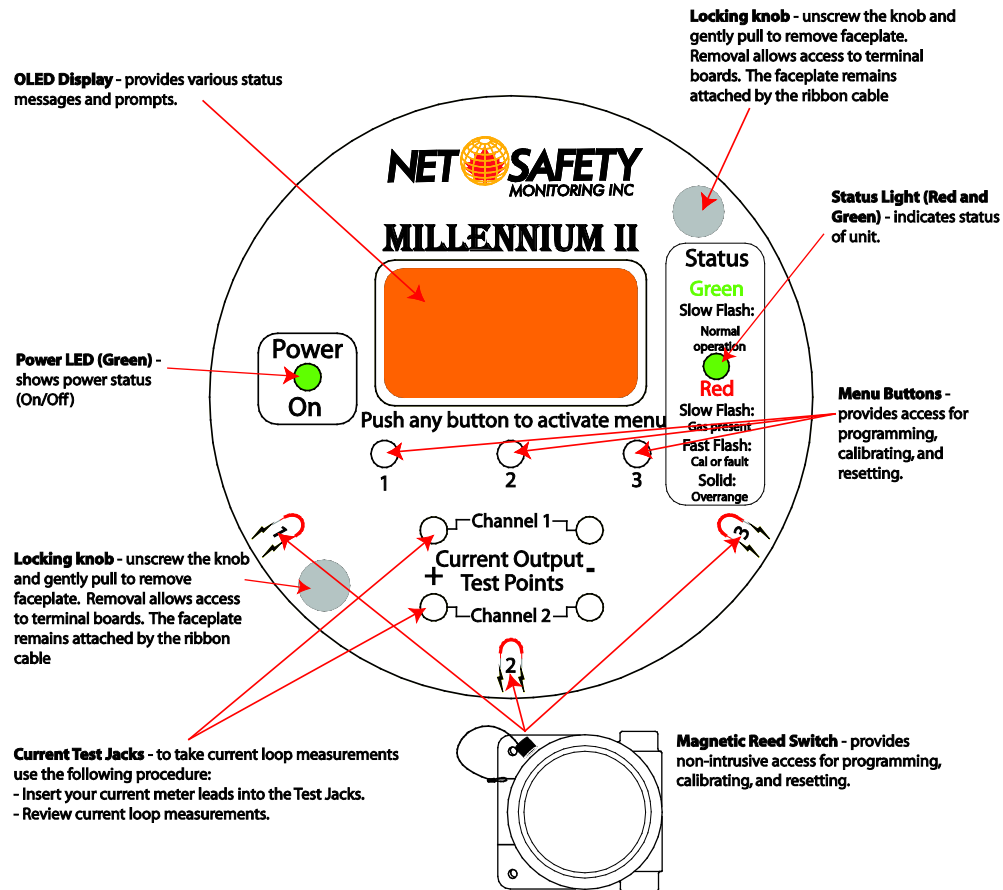 Locking knob - unscrew the knob and
gently pull to remove faceplate.
Removal allows access to terminal
boards. The faceplate remains
attached by the ribbon cable
OLED Display - provides various status
messages and prompts.
NET SAFETY
MONITORING INC
MILLENNIUM II
Status Light (Red and
Green) - indicates status
of unit.
Status
Green
Slow Flash:
Normal
operation
Red
Slow Flash:
Gas present
Fast Flash:
Cal or fault
Solid:
Overrange
Power LED (Green) -
shows power status
(On/Off)
Power
On
Push any button to activate menu
1
2
3
Menu Buttons -
provides access for
programming,
calibrating, and
resetting.
Channel 1
Current Output
Test Points
+
-
Channel 2
1
2
3
Locking knob - unscrew the knob
and gently pull to remove
faceplate. Removal allows access
to terminal boards. The faceplate
remains attached by the ribbon
cable
Current Test Jacks - to take current loop measurements
use the following procedure:
- Insert your current meter leads into the Test Jacks.
- Review current loop measurements.
Magnetic Reed Switch - provides
non-intrusive access for programming,
calibrating, and resetting.